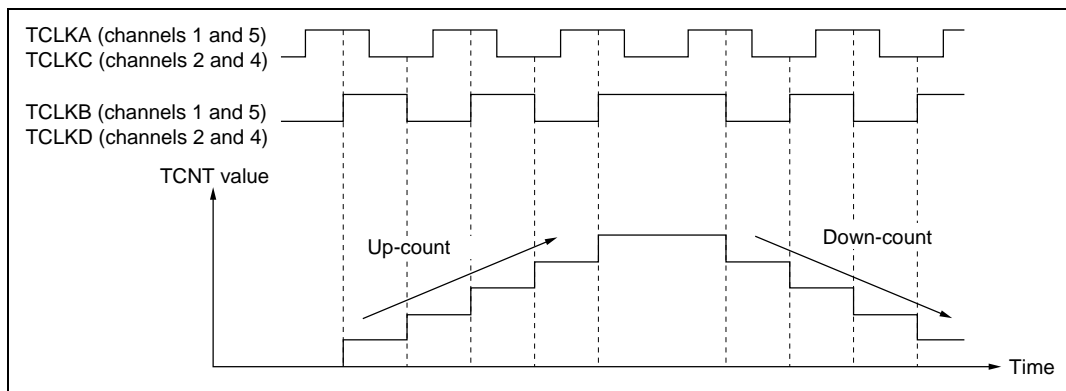 TCLKA (channels 1 and 5)
TCLKC (channels 2 and 4)
TCLKB (channels 1 and 5)
TCLKD (channels 2 and 4)
TCNT value
Up-count
Down-count
Time